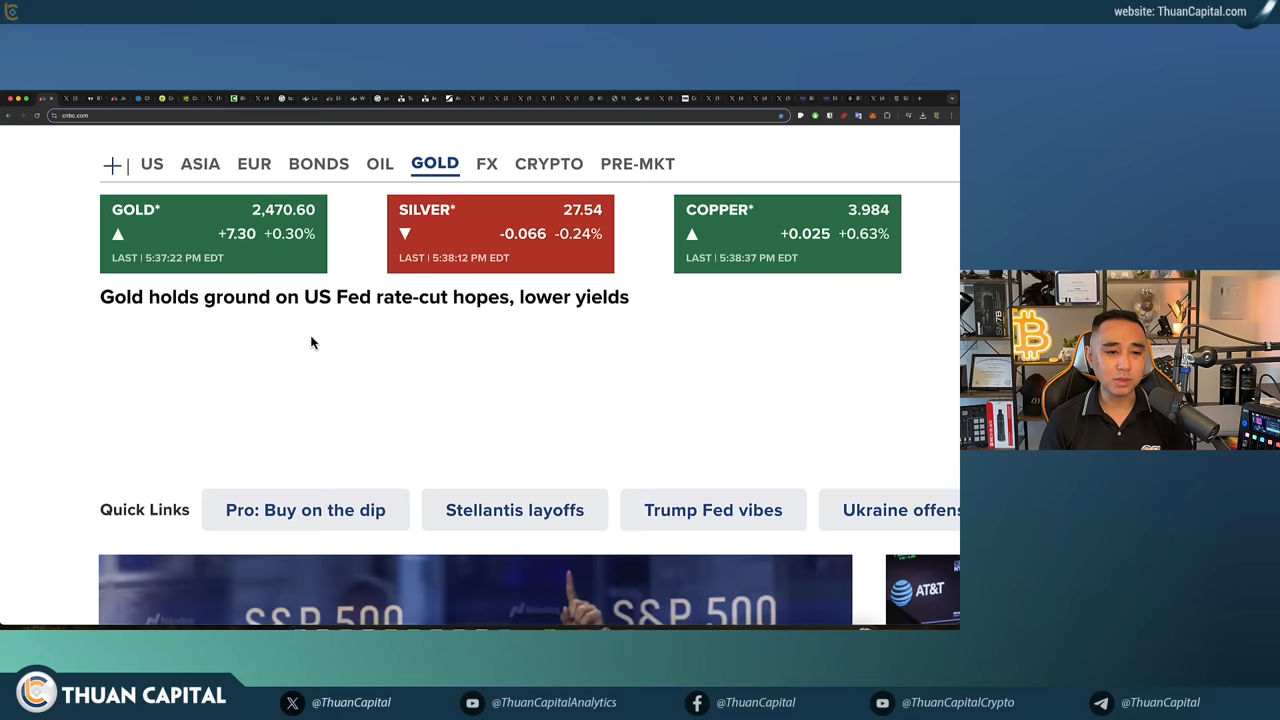 website: ThuanCapital.com
cnbc.com
US ASIA EUR BONDS OIL GOLD FX CRYPTO PRE-MKT
GOLD* 2,470.60
+7.30 +0.30%
LAST | 5:37:22 PM EDT
SILVER* 27.54
-0.066 -0.24%
LAST | 5:38:12 PM EDT
COPPER* 3.984
+0.025 +0.63%
LAST | 5:38:37 PM EDT
Gold holds ground on US Fed rate-cut hopes, lower yields
Quick Links
Pro: Buy on the dip
Stellantis layoffs
Trump Fed vibes
Ukraine offens
S&P 500
S&P 500
Nasdaq
AT&T
THUAN CAPITAL
@ThuanCapital
@ThuanCapitalAnalytics
@ThuanCapital
@ThuanCapitalCrypto
@ThuanCapital